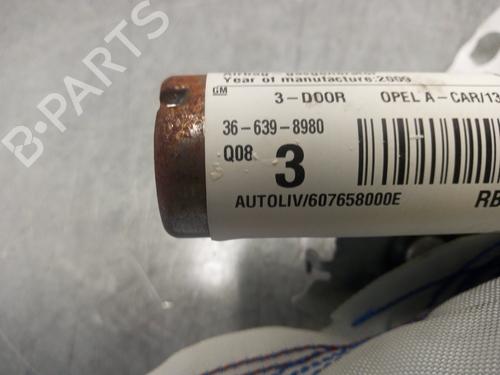 B-PARTS
Year of manufacture:2009
GM
3-DOOR OPEL A-CAR/13
36-639-8980
Q08 3
AUTOLIV/607658000E RB